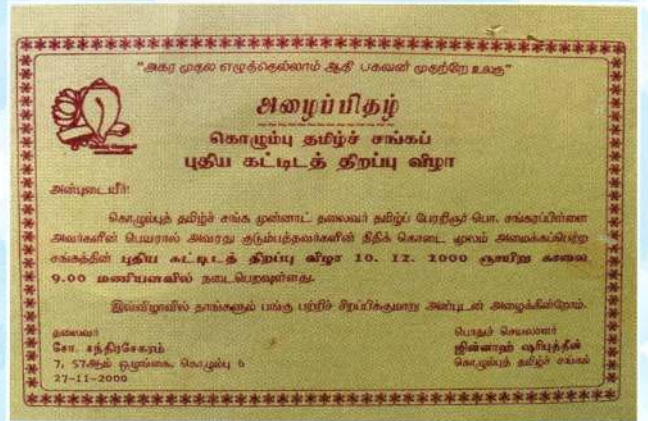 "அகர முதல எழுத்தெல்லாம் ஆதி பகவன் முதற்றே உலகு"
அழைப்பிதழ்
கொழும்பு தமிழ்ச் சங்கப்
புதிய கட்டிடத் திறப்பு விழா
அன்புடையீர்!
கொழும்புத் தமிழ்ச் சங்க முன்னாட் தலைவர் தமிழ்ப் பேரறிஞர் பொ. சங்கரப்பிள்ளை
அவர்களின் பெயரால் அவரது குடும்பத்தவர்களின் நிதிக் கொடை மூலம் அமைக்கப்பெற்ற
சங்கத்தின் புதிய கட்டிடத் திறப்பு விழா 10. 12. 2000 ஞாயிறு காலை
9.00 மணியளவில் நடைபெறவுள்ளது.
இவ்விழாவில் தாங்களும் பங்கு பற்றிச் சிறப்பிக்குமாறு அன்புடன் அழைக்கின்றோம்.
தலைவர்
சோ. சந்திரசேகரம்
7, 57ஆம் ஒழுங்கை, கொழும்பு 6
27-11-2000
பொதுச் செயலாளர்
ஜின்னாஹ் ஷரிபுத்தீன்
கொழும்புத் தமிழ்ச் சங்கம்